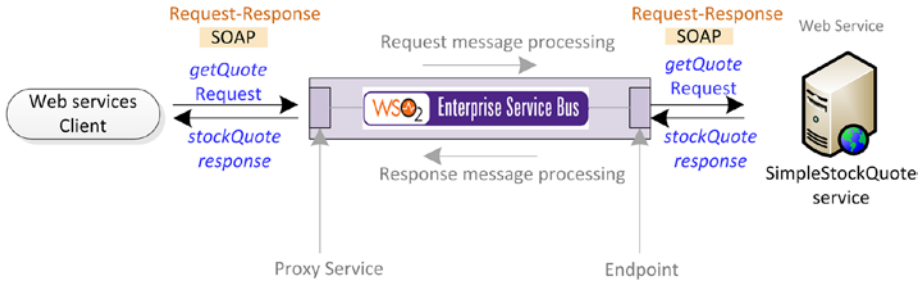 Request-Response
SOAP
getQuote
Request
stockQuote
response
Web services
Client
Request message processing
WSO2 Enterprise Service Bus
Response message processing
Proxy Service
Endpoint
Request-Response
SOAP
getQuote
Request
stockQuote
response
Web Service
SimpleStockQuote
service